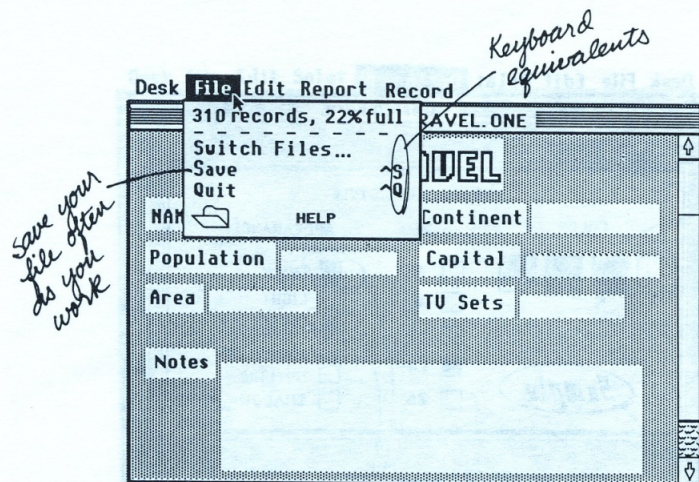 Keyboard
equivalents
Desk File Edit Report Record
310 records, 22% full
RAVEL.ONE
Switch Files...
Save ^S
Quit ^Q
HELP
NAM
Continent
Population
Capital
Area
TV Sets
Notes
Save your
file often
as you
work